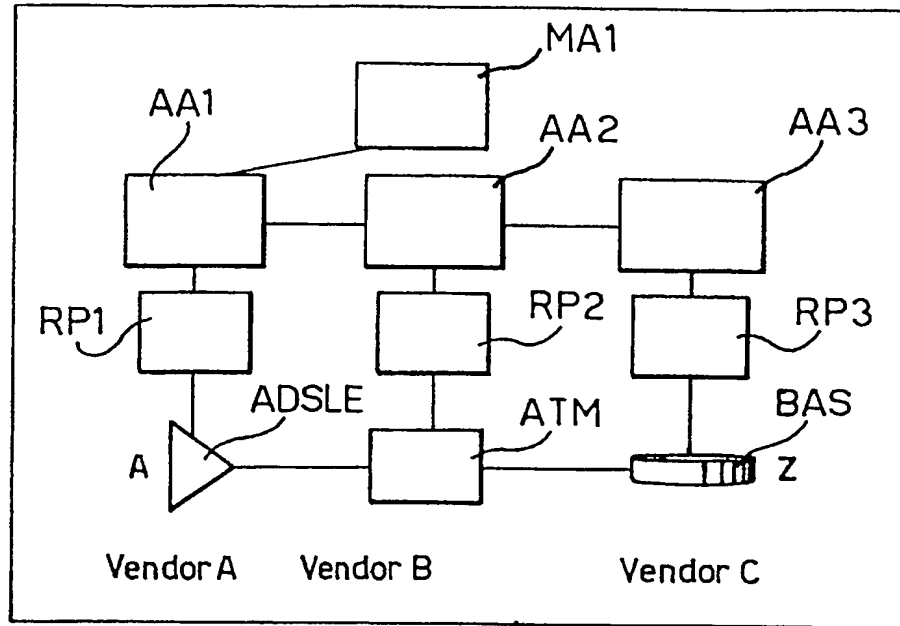 MA1
AA1
AA2
AA3
RP1
RP2
RP3
ADSLE
ATM
BAS
A
Z
Vendor A
Vendor B
Vendor C